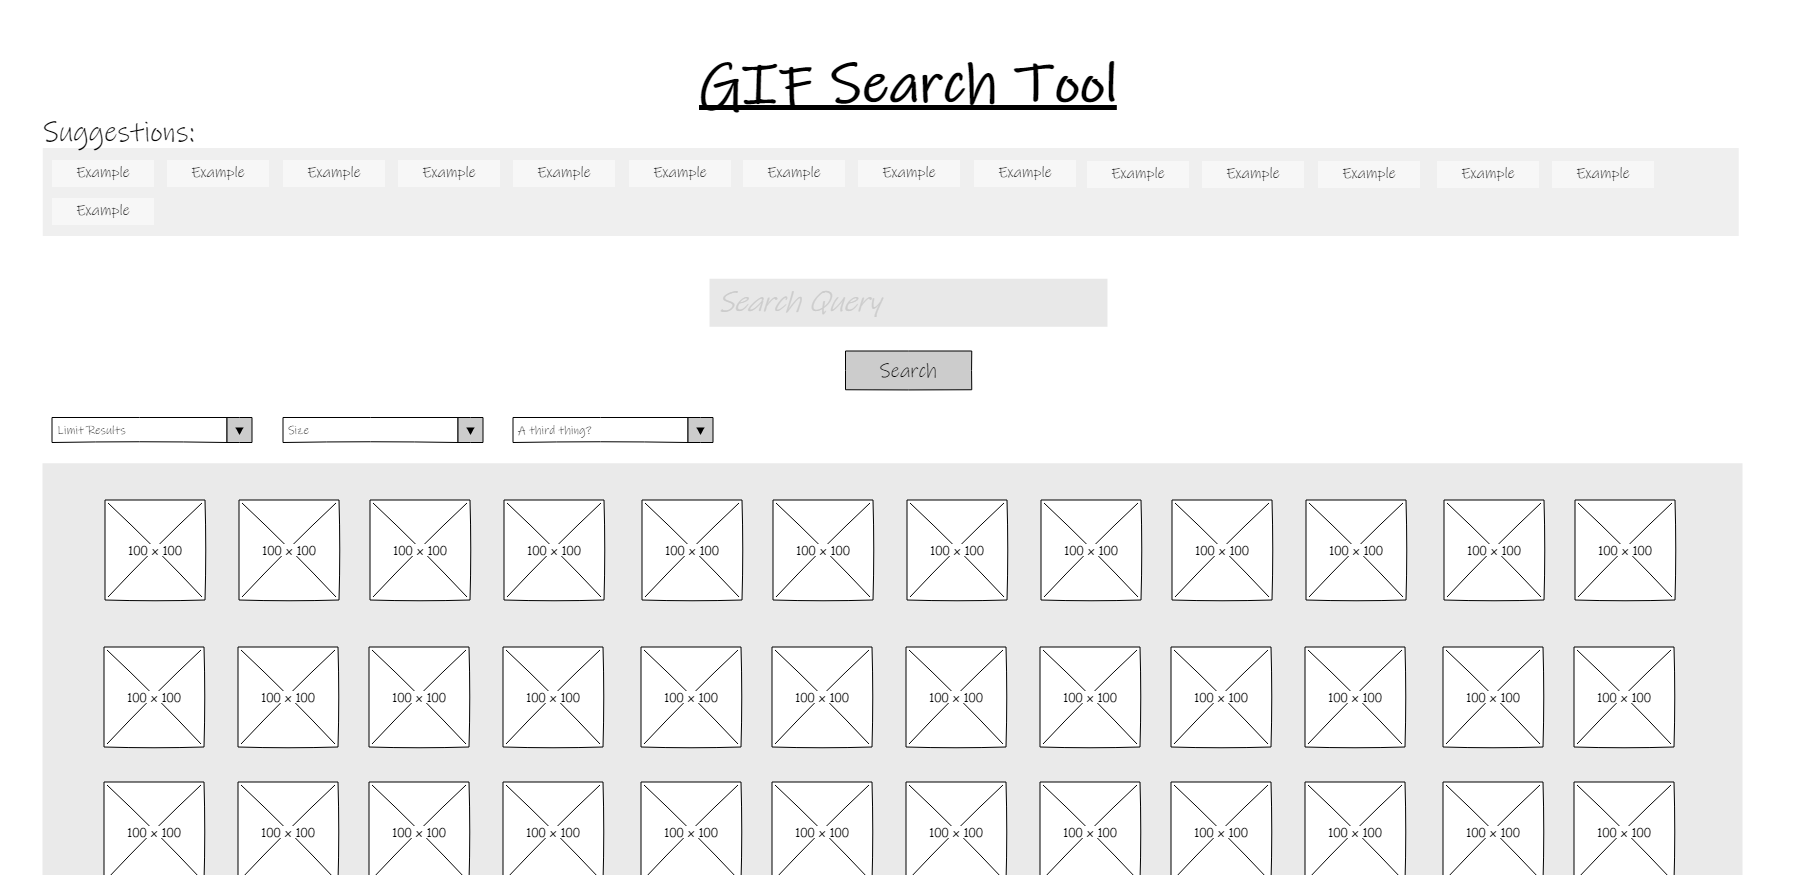 GIF Search Tool
Suggestions:
Example Example Example Example Example Example Example Example Example Example Example Example Example Example
Example
Search Query
Search
Limit Results ▼ Size ▼ A third thing? ▼
100 x 100 100 x 100 100 x 100 100 x 100 100 x 100 100 x 100 100 x 100 100 x 100 100 x 100 100 x 100 100 x 100 100 x 100
100 x 100 100 x 100 100 x 100 100 x 100 100 x 100 100 x 100 100 x 100 100 x 100 100 x 100 100 x 100 100 x 100 100 x 100
100 x 100 100 x 100 100 x 100 100 x 100 100 x 100 100 x 100 100 x 100 100 x 100 100 x 100 100 x 100 100 x 100 100 x 100